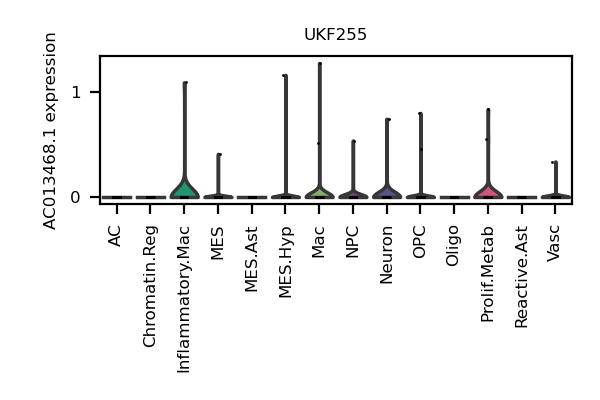 UKF255
AC013468.1 expression
1
0
AC
Chromatin.Reg
Inflammatory.Mac
MES
MES.Ast
MES.Hyp
Mac
NPC
Neuron
OPC
Oligo
Prolif.Metab
Reactive.Ast
Vasc